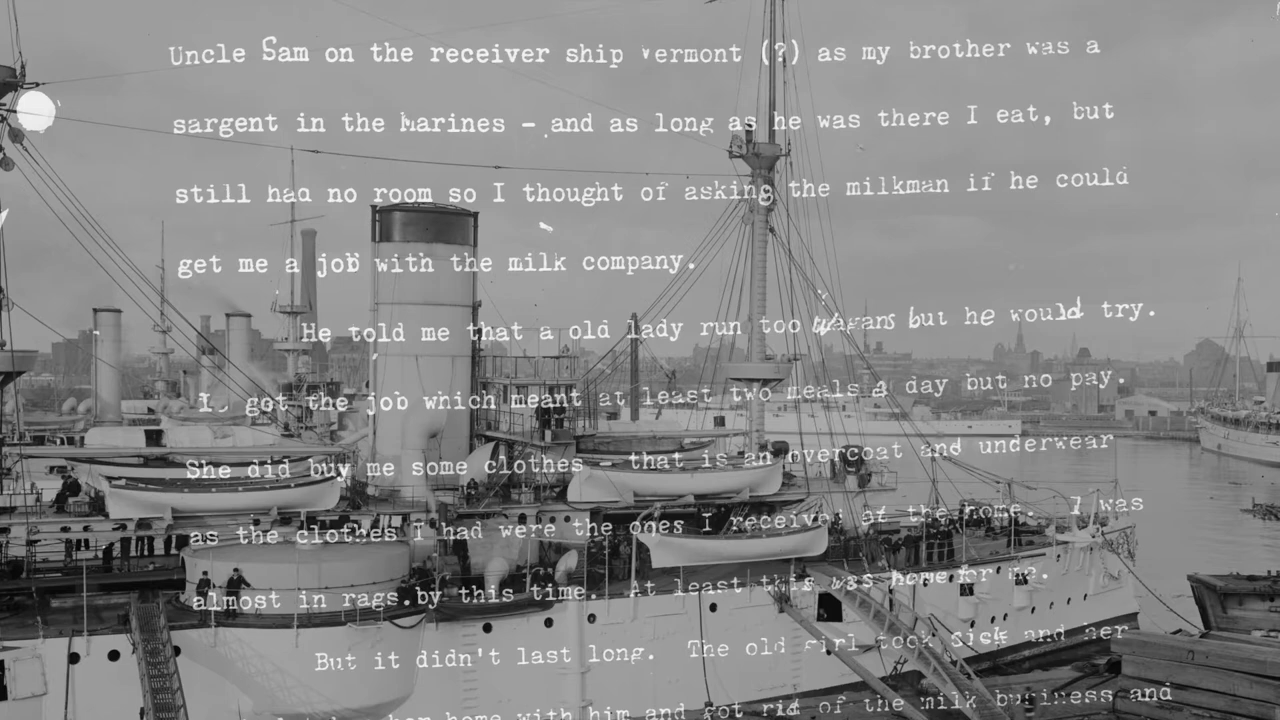 Uncle Sam on the receiver ship Vermont (?) as my brother was a
sargent in the Marines - and as long as he was there I eat, but
still had no room so I thought of asking the milkman if he could
get me a job with the milk company.
He told me that a old lady run too wagans but he would try.
I got the job which meant at least two meals a day but no pay.
She did buy me some clothes that is an overcoat and underwear
as the clothes I had were the ones I received at the home. I was
almost in rags by this time. At least this was home for me.
But it didn't last long. The old girl took sick and her
her home with him and got rid of the milk business and